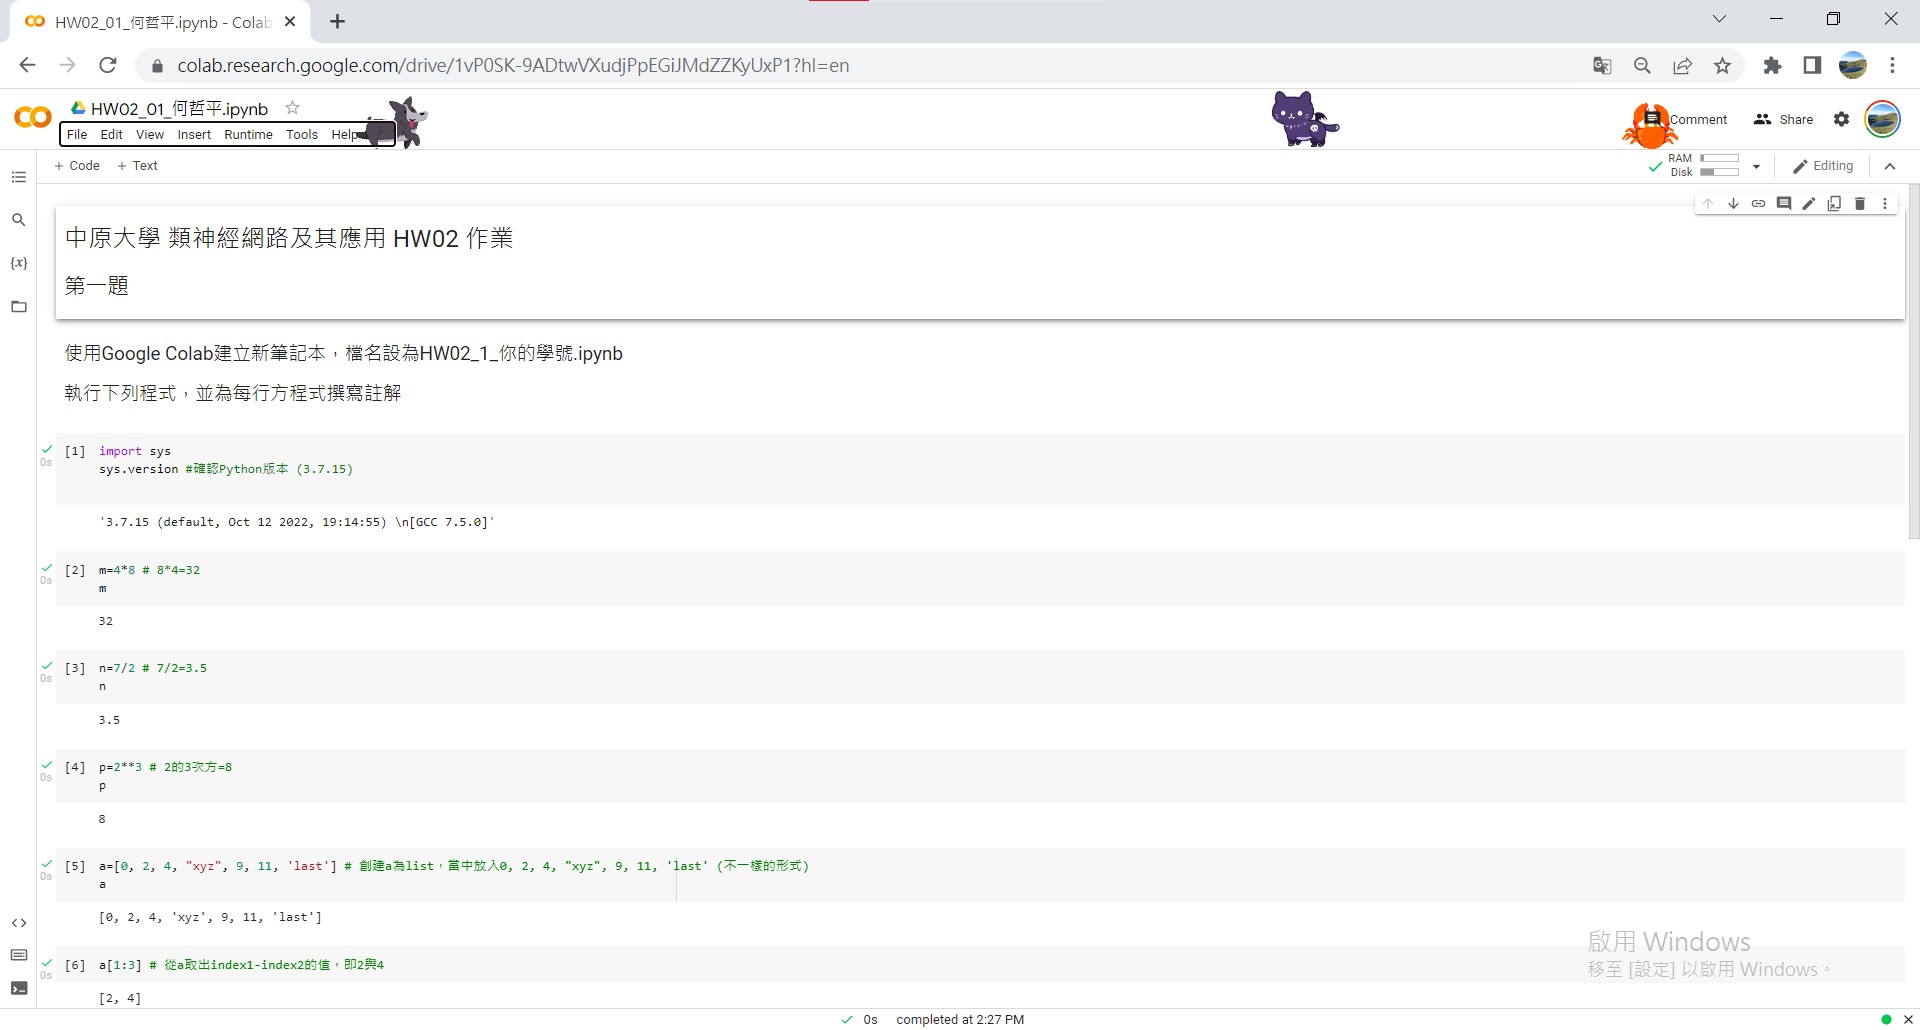 HW02_01_何哲平.ipynb - Colab
colab.research.google.com/drive/1vP0SK-9ADtwVXudjPpEGiJMdZZKyUxP1?hl=en
HW02_01_何哲平.ipynb
File Edit View Insert Runtime Tools Help
Comment Share
+ Code + Text
RAM
Disk
Editing
中原大學 類神經網路及其應用 HW02 作業
第一題
使用Google Colab建立新筆記本，檔名設為HW02_1_你的學號.ipynb
執行下列程式，並為每行方程式撰寫註解
0s
[1] import sys
sys.version #確認Python版本 (3.7.15)
'3.7.15 (default, Oct 12 2022, 19:14:55) \n[GCC 7.5.0]'
0s
[2] m=4*8 # 8*4=32
m
32
0s
[3] n=7/2 # 7/2=3.5
n
3.5
0s
[4] p=2**3 # 2的3次方=8
p
8
0s
[5] a=[0, 2, 4, "xyz", 9, 11, 'last'] # 創建a為list，當中放入0, 2, 4, "xyz", 9, 11, 'last' (不一樣的形式)
a
[0, 2, 4, 'xyz', 9, 11, 'last']
0s
[6] a[1:3] # 從a取出index1-index2的值，即2與4
[2, 4]
啟用 Windows
移至 [設定] 以啟用 Windows。
0s completed at 2:27 PM